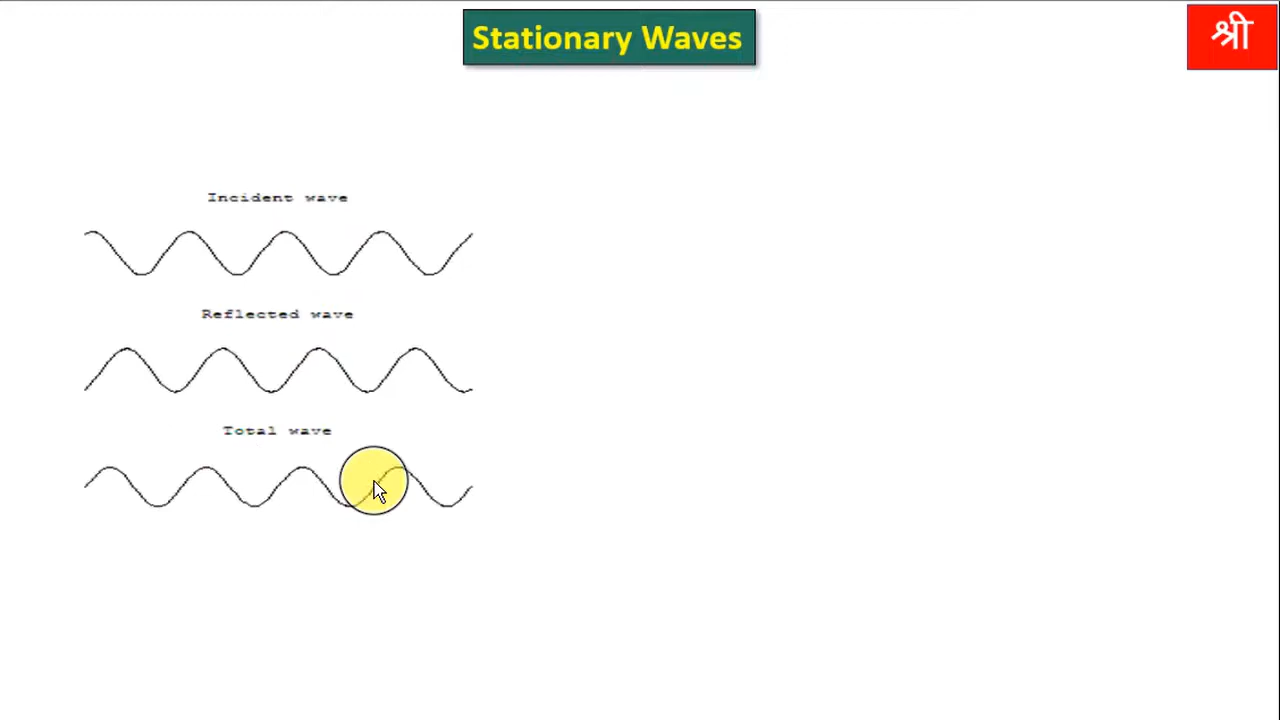 Stationary Waves
श्री
Incident wave
Reflected wave
Total wave